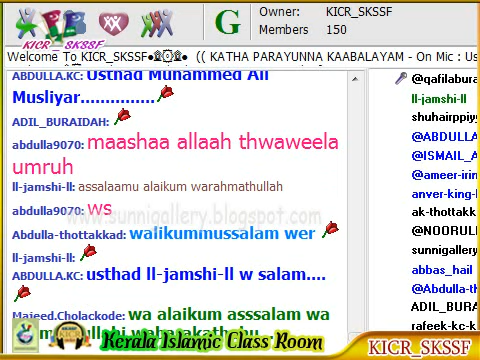 KICR_SKSSF
G
Owner: KICR_SKSSF
Members 150
Welcome To KICR_SKSSF (( KATHA PARAYUNNA KAABALAYAM - On Mic : Us
ABDULLA.KC: Usthad Muhammed Ali
Musliyar...............
ADIL_BURAIDAH:
abdulla9070: maashaa allaah thwaweela
umruh
ll-jamshi-ll: assalaamu alaikum warahmathullah
abdulla9070: ws
www.sunnigallery.blogspot.com
Abdulla-thottakkad: walikummussalam wer
ll-jamshi-ll:
ABDULLA.KC: usthad ll-jamshi-ll w salam....
Majeed.Cholackode: wa alaikum asssalam wa
@qafilabura
ll-jamshi-ll
shuhairppiy
@ABDULLA
@ISMAIL_A
@ameer-irin
anver-king-l
ak-thottakk
@NOORUL
sunnigallery
abbas_hail
@Abdulla-th
ADIL_BURA
rafeek-kc-k
Kerala Islamic Class Room
KICR_SKSSF